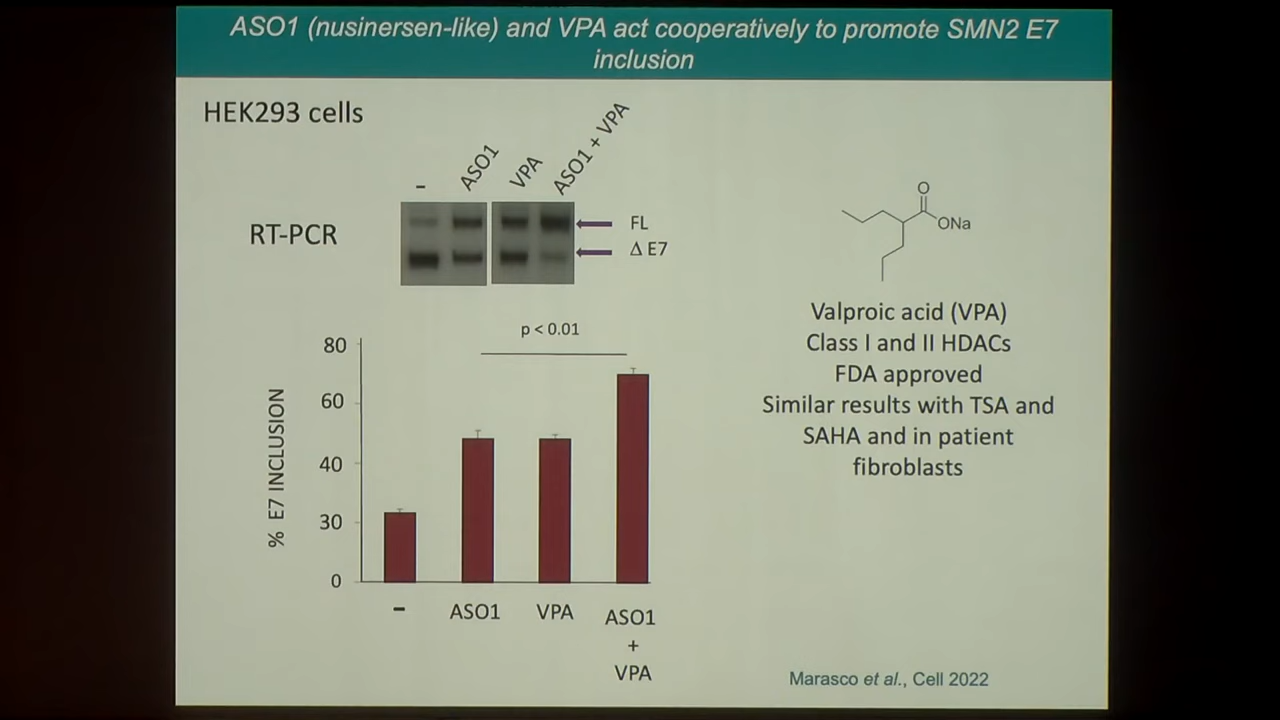 ASO1 (nusinersen-like) and VPA act cooperatively to promote SMN2 E7
inclusion
HEK293 cells
- ASO1 VPA ASO1 + VPA
RT-PCR
FL
Δ E7
p < 0.01
% E7 INCLUSION
80
60
40
30
0
- ASO1 VPA ASO1
+
VPA
O
ONa
Valproic acid (VPA)
Class I and II HDACs
FDA approved
Similar results with TSA and
SAHA and in patient
fibroblasts
Marasco et al., Cell 2022